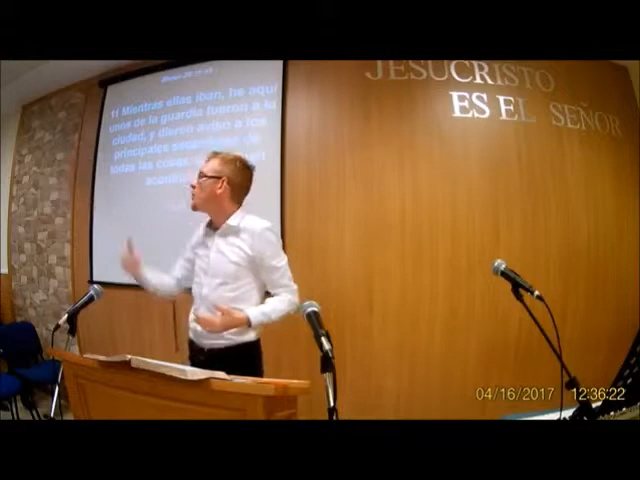 JESUCRISTO
ES EL SEÑOR
11 Mientras ellas iban, he aquí
unos de la guardia fueron a la
ciudad, y dieron aviso a los
principales sacerdotes de
todas las cosas
04/16/2017 12:36:22